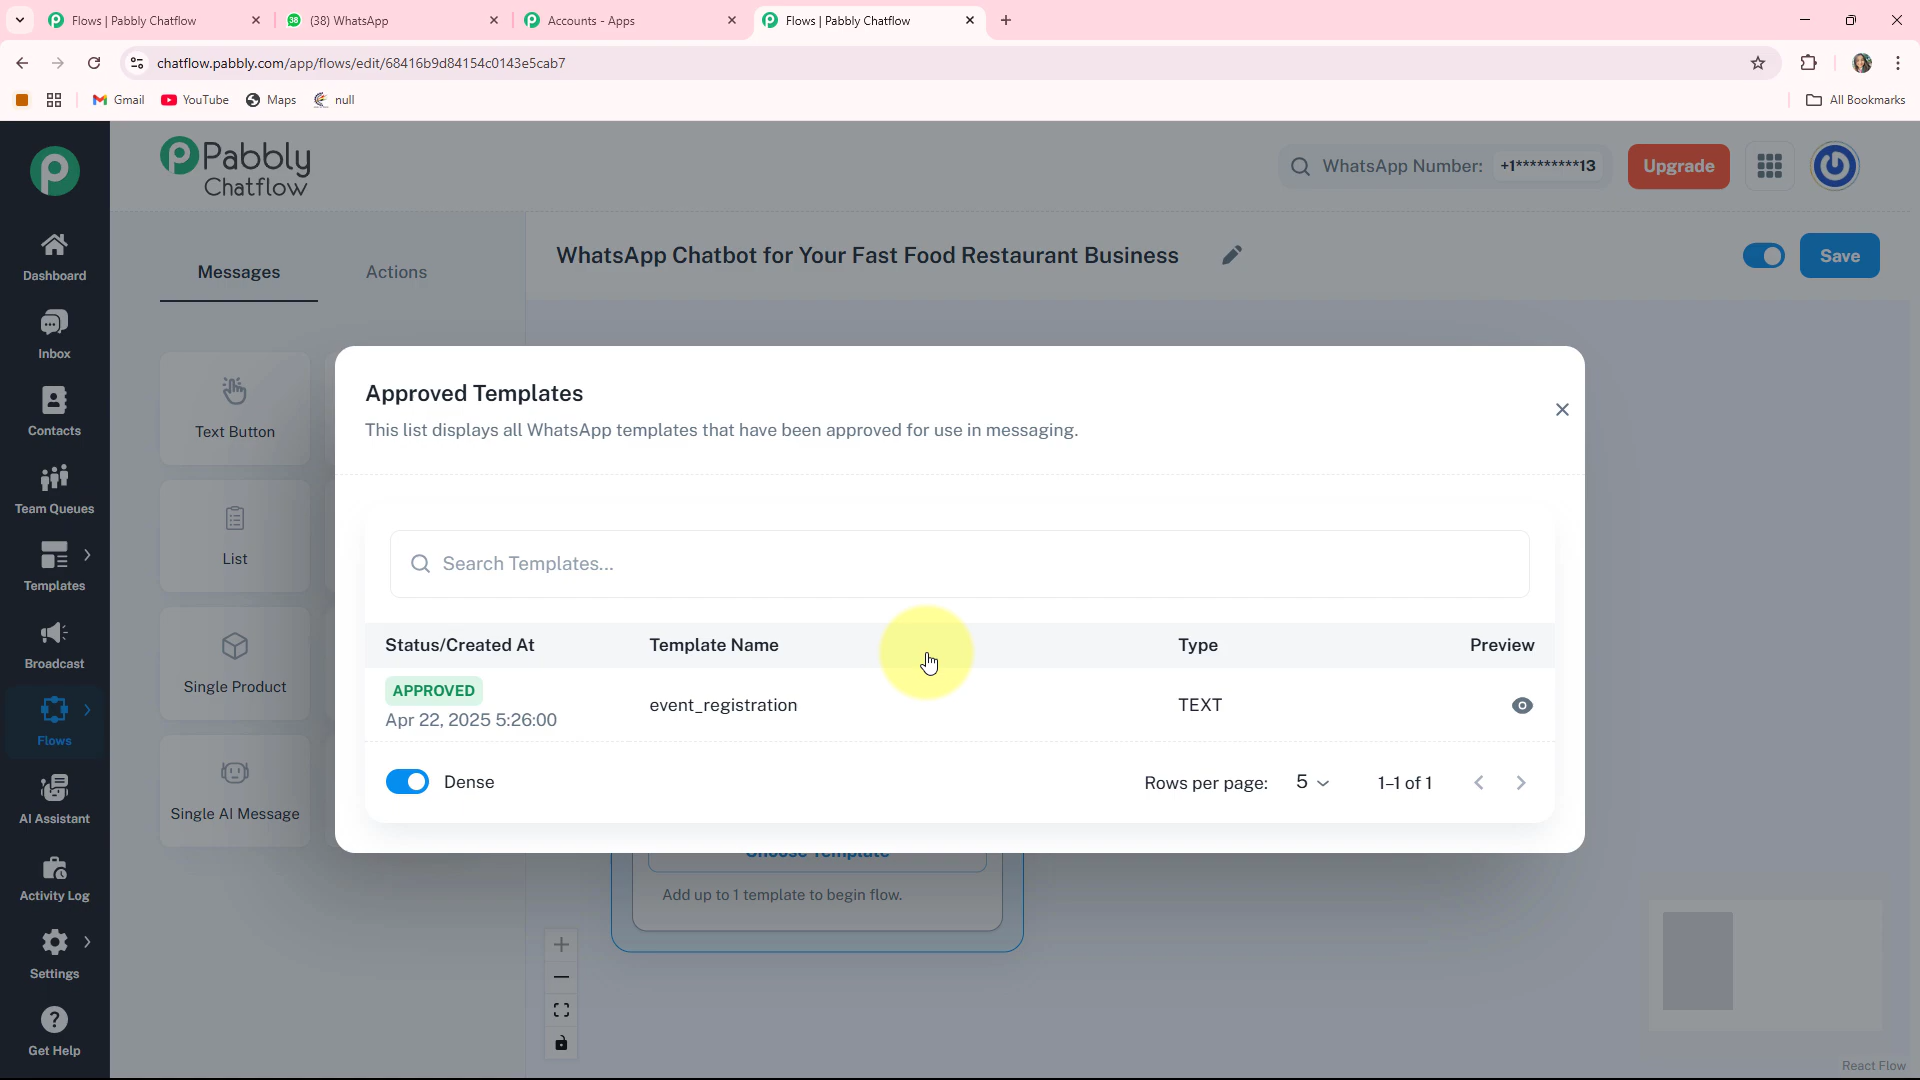 Flows | Pabbly Chatflow
(38) WhatsApp
Accounts - Apps
Flows | Pabbly Chatflow
chatflow.pabbly.com/app/flows/edit/68416b9d84154c0143e5cab7
Gmail
YouTube
Maps
null
All Bookmarks
Pabbly
Chatflow
WhatsApp Number: +1*********13
Upgrade
Dashboard
Inbox
Contacts
Team Queues
Templates
Broadcast
Flows
AI Assistant
Activity Log
Settings
Get Help
Messages
Actions
WhatsApp Chatbot for Your Fast Food Restaurant Business
Save
Text Button
List
Single Product
Single AI Message
Approved Templates
This list displays all WhatsApp templates that have been approved for use in messaging.
Search Templates...
Status/Created At
Template Name
Type
Preview
APPROVED
Apr 22, 2025 5:26:00
event_registration
TEXT
Dense
Rows per page: 5
1–1 of 1
Choose Template
Add up to 1 template to begin flow.
React Flow